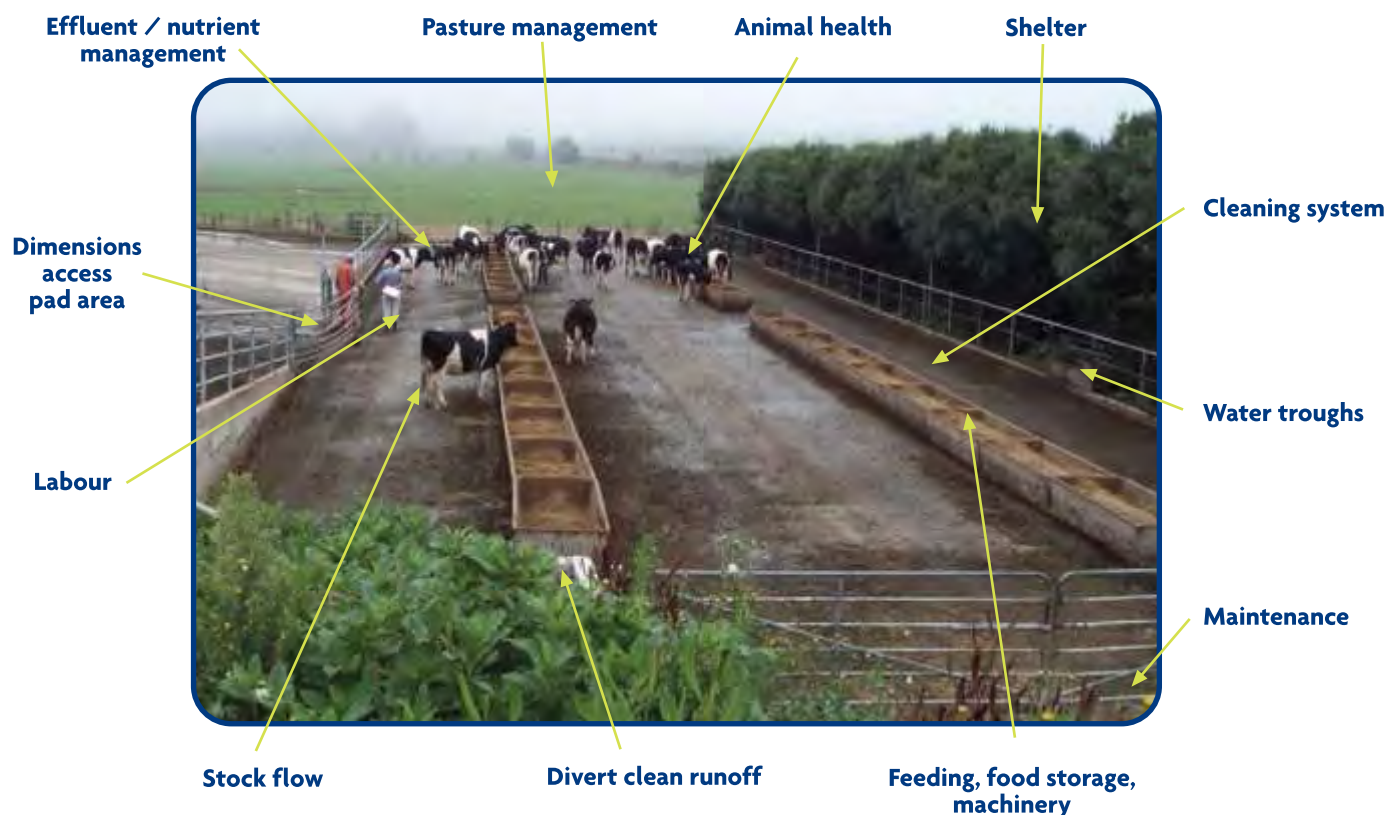 Effluent / nutrient
management
Pasture management
Animal health
Shelter
Cleaning system
Dimensions
access
pad area
Water troughs
Labour
Maintenance
Stock flow
Divert clean runoff
Feeding, food storage,
machinery